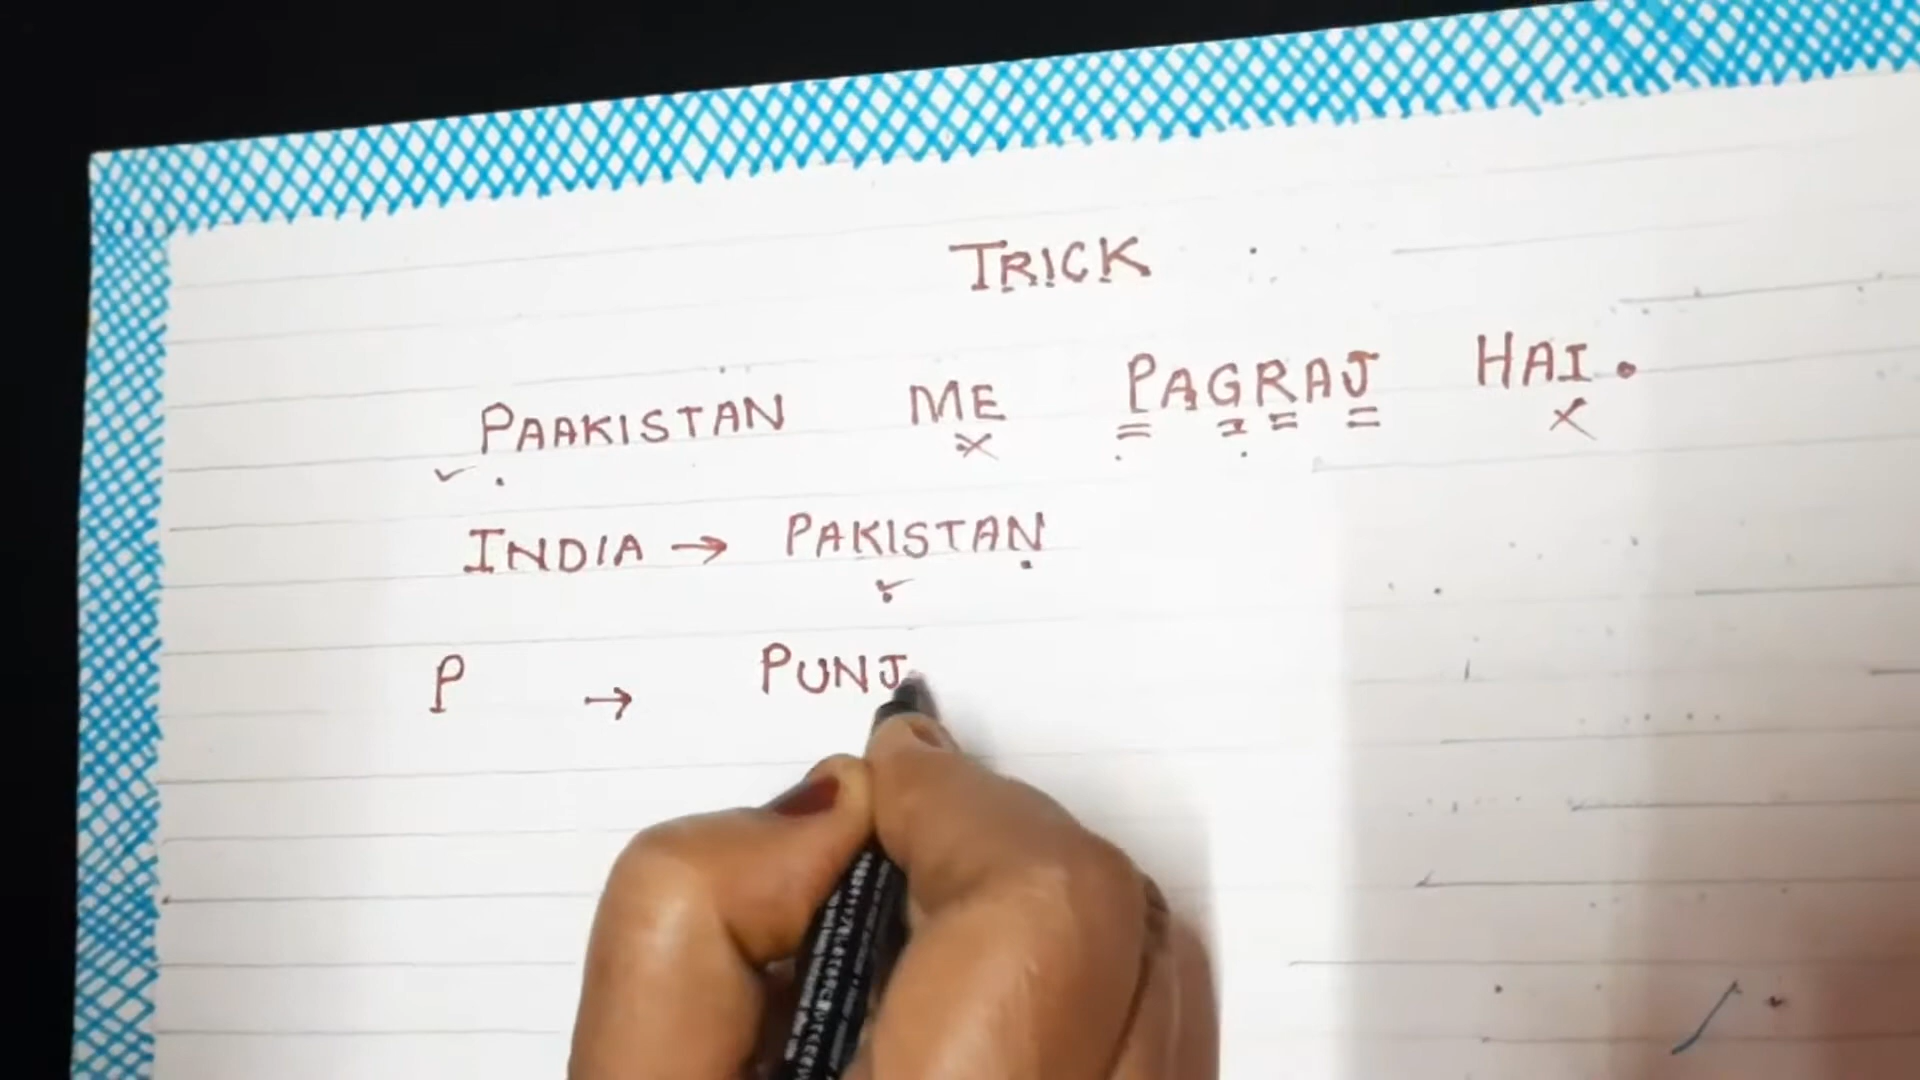 TRICK
PAAKISTAN ME PAGRAJ HAI.
INDIA → PAKISTAN
P → PUNJ